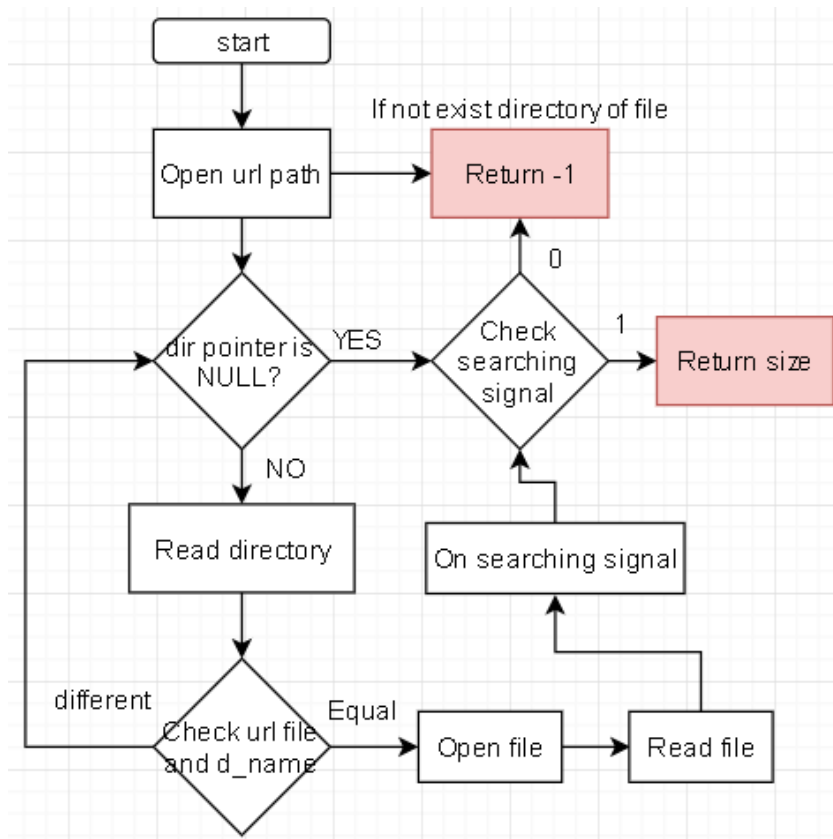 start
If not exist directory of file
Open url path
Return -1
0
dir pointer is
NULL?
YES
Check
searching
signal
1
Return size
NO
Read directory
On searching signal
different
Check url file
and d_name
Equal
Open file
Read file